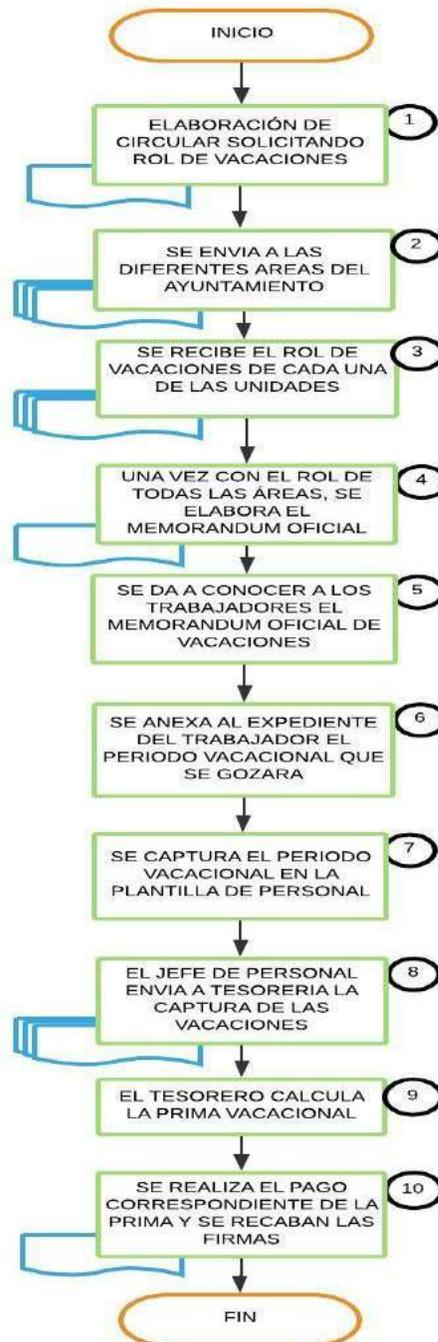 INICIO
1
ELABORACIÓN DE
CIRCULAR SOLICITANDO
ROL DE VACACIONES
2
SE ENVIA A LAS
DIFERENTES AREAS DEL
AYUNTAMIENTO
3
SE RECIBE EL ROL DE
VACACIONES DE CADA UNA
DE LAS UNIDADES
4
UNA VEZ CON EL ROL DE
TODAS LAS ÁREAS, SE
ELABORA EL
MEMORANDUM OFICIAL
5
SE DA A CONOCER A LOS
TRABAJADORES EL
MEMORANDUM OFICIAL DE
VACACIONES
6
SE ANEXA AL EXPEDIENTE
DEL TRABAJADOR EL
PERIODO VACACIONAL QUE
SE GOZARA
7
SE CAPTURA EL PERIODO
VACACIONAL EN LA
PLANTILLA DE PERSONAL
8
EL JEFE DE PERSONAL
ENVIA A TESORERIA LA
CAPTURA DE LAS
VACACIONES
9
EL TESORERO CALCULA
LA PRIMA VACACIONAL
10
SE REALIZA EL PAGO
CORRESPONDIENTE DE LA
PRIMA Y SE RECABAN LAS
FIRMAS
FIN